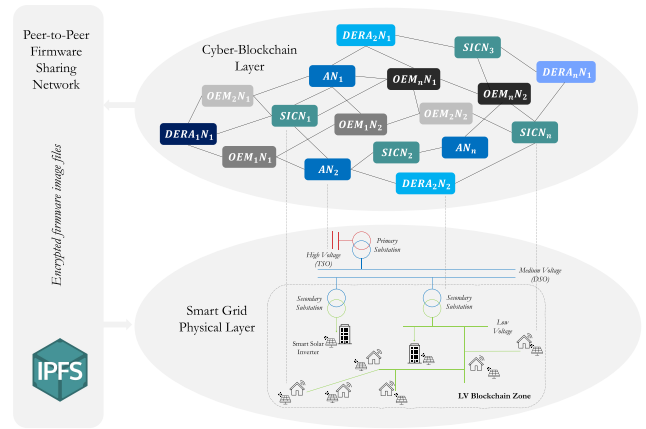 Peer-to-Peer
Firmware
Sharing
Network
Encrypted firmware image files
IPFS
Cyber-Blockchain
Layer
DERA₂N₁
SICN₃
DERAₙN₁
AN₁
OEMₙN₁
OEM₂N₁
OEMₙN₂
SICN₁
OEM₂N₂
DERA₁N₁
OEM₁N₂
SICNₙ
OEM₁N₁
SICN₂
ANₙ
AN₂
DERA₂N₂
Primary
Substation
High Voltage
(TSO)
Medium Voltage
(DSO)
Smart Grid
Physical Layer
Secondary
Substation
Secondary
Substation
Low
Voltage
Smart Solar
Inverter
LV Blockchain Zone